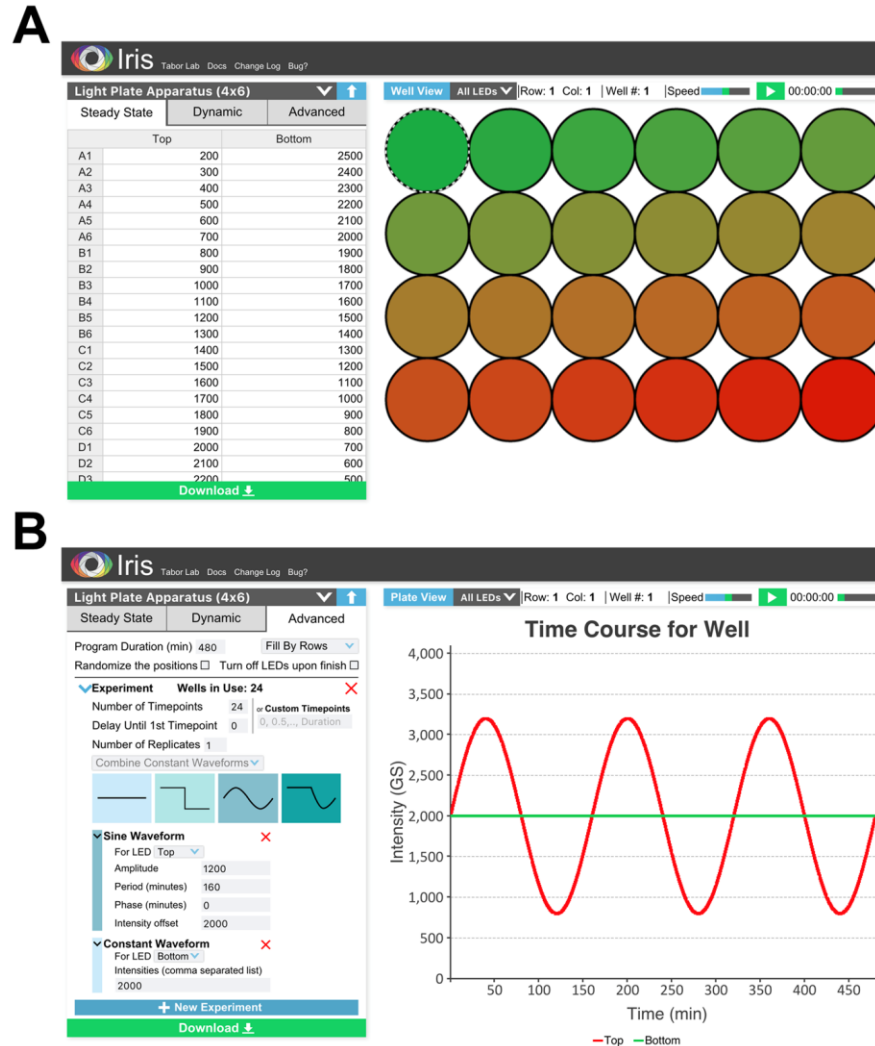 A
Iris Tabor Lab Docs Change Log Bug?
Light Plate Apparatus (4x6)
Steady State Dynamic Advanced
Top Bottom
A1 200 2500
A2 300 2400
A3 400 2300
A4 500 2200
A5 600 2100
A6 700 2000
B1 800 1900
B2 900 1800
B3 1000 1700
B4 1100 1600
B5 1200 1500
B6 1300 1400
C1 1400 1300
C2 1500 1200
C3 1600 1100
C4 1700 1000
C5 1800 900
C6 1900 800
D1 2000 700
D2 2100 600
D3 2200 500
Download
Well View All LEDs Row: 1 Col: 1 Well #: 1 Speed 00:00:00
B
Iris Tabor Lab Docs Change Log Bug?
Light Plate Apparatus (4x6)
Steady State Dynamic Advanced
Program Duration (min) 480 Fill By Rows
Randomize the positions Turn off LEDs upon finish
Experiment Wells in Use: 24
Number of Timepoints 24 or Custom Timepoints
Delay Until 1st Timepoint 0 0, 0.5,.., Duration
Number of Replicates 1
Combine Constant Waveforms
Sine Waveform
For LED Top
Amplitude 1200
Period (minutes) 160
Phase (minutes) 0
Intensity offset 2000
Constant Waveform
For LED Bottom
Intensities (comma separated list)
2000
+ New Experiment
Download
Plate View All LEDs Row: 1 Col: 1 Well #: 1 Speed 00:00:00
Time Course for Well
Intensity (GS)
4,000
3,500
3,000
2,500
2,000
1,500
1,000
500
0
50 100 150 200 250 300 350 400 450
Time (min)
Top Bottom